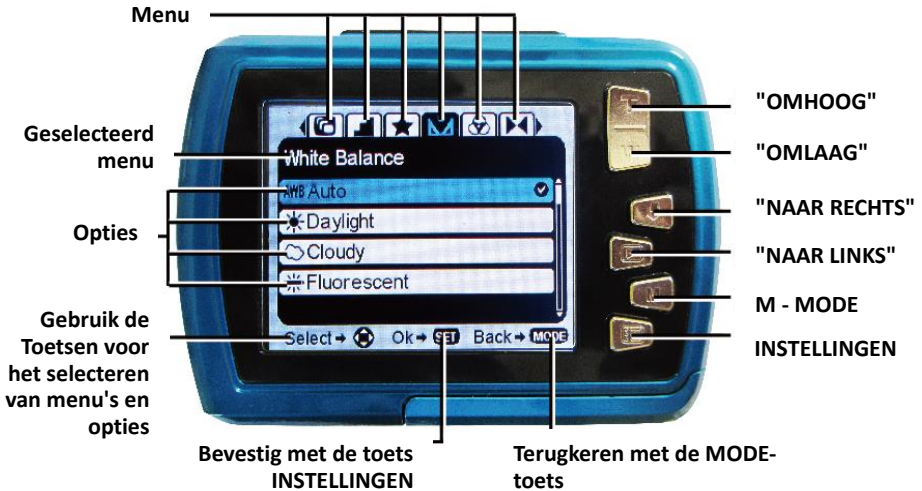 Menu
Geselecteerd
menu
Opties
Gebruik de
Toetsen voor
het selecteren
van menu's en
opties
White Balance
AWB Auto
Daylight
Cloudy
Fluorescent
Select
Ok SET
Back MODE
"OMHOOG"
"OMLAAG"
"NAAR RECHTS"
"NAAR LINKS"
M - MODE
INSTELLINGEN
Bevestig met de toets
INSTELLINGEN
Terugkeren met de MODE-
toets